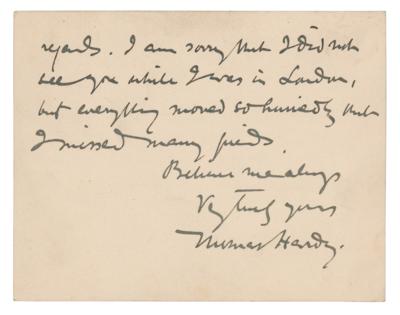 regards. I am sorry that I did not
see you while I was in London,
but everything moved so hurriedly that
I missed many friends.
Believe me always
Very truly yours
Thomas Hardy.